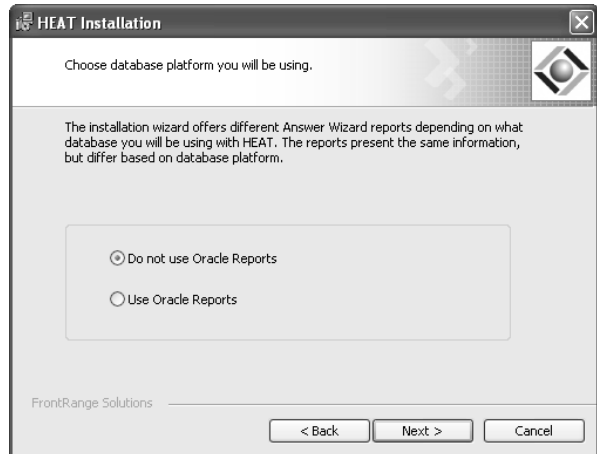 HEAT Installation
Choose database platform you will be using.
The installation wizard offers different Answer Wizard reports depending on what
database you will be using with HEAT. The reports present the same information,
but differ based on database platform.
Do not use Oracle Reports
Use Oracle Reports
FrontRange Solutions
< Back Next > Cancel